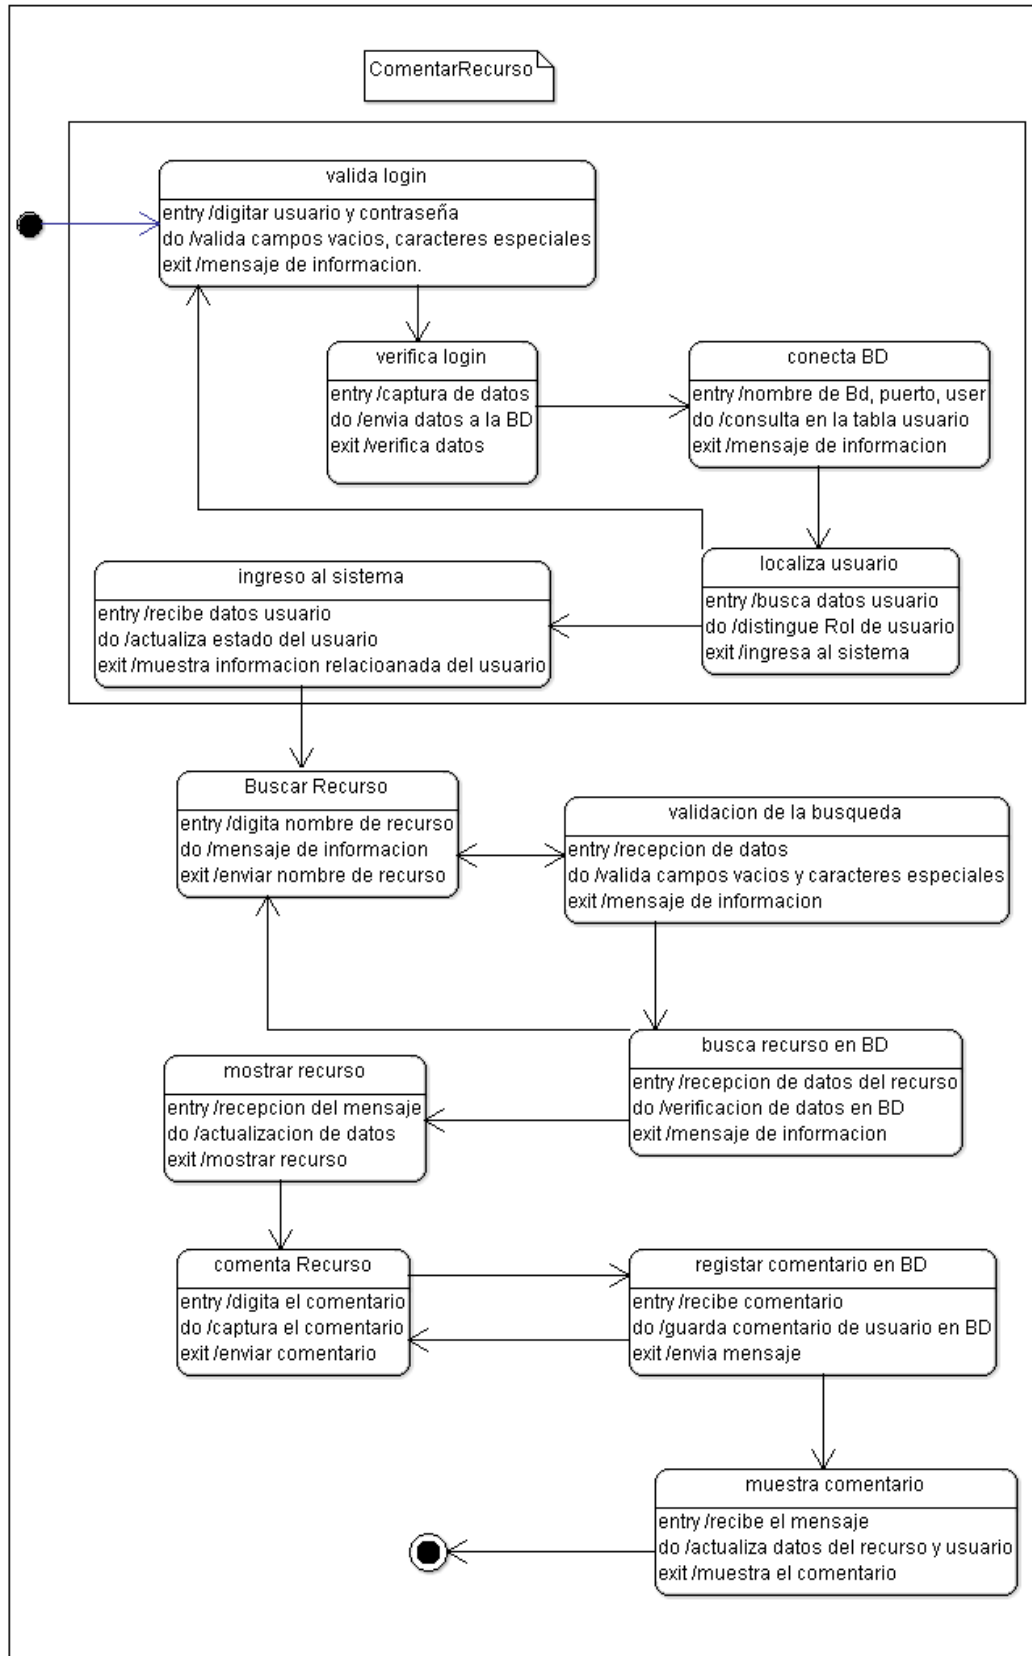 ComentarRecurso
valida login
entry /digitar usuario y contraseña
do /valida campos vacios, caracteres especiales
exit /mensaje de informacion.
verifica login
entry /captura de datos
do /envia datos a la BD
exit /verifica datos
conecta BD
entry /nombre de Bd, puerto, user
do /consulta en la tabla usuario
exit /mensaje de informacion
localiza usuario
entry /busca datos usuario
do /distingue Rol de usuario
exit /ingresa al sistema
ingreso al sistema
entry /recibe datos usuario
do /actualiza estado del usuario
exit /muestra informacion relacioanada del usuario
Buscar Recurso
entry /digita nombre de recurso
do /mensaje de informacion
exit /enviar nombre de recurso
validacion de la busqueda
entry /recepcion de datos
do /valida campos vacios y caracteres especiales
exit /mensaje de informacion
busca recurso en BD
entry /recepcion de datos del recurso
do /verificacion de datos en BD
exit /mensaje de informacion
mostrar recurso
entry /recepcion del mensaje
do /actualizacion de datos
exit /mostrar recurso
comenta Recurso
entry /digita el comentario
do /captura el comentario
exit /enviar comentario
registar comentario en BD
entry /recibe comentario
do /guarda comentario de usuario en BD
exit /envia mensaje
muestra comentario
entry /recibe el mensaje
do /actualiza datos del recurso y usuario
exit /muestra el comentario